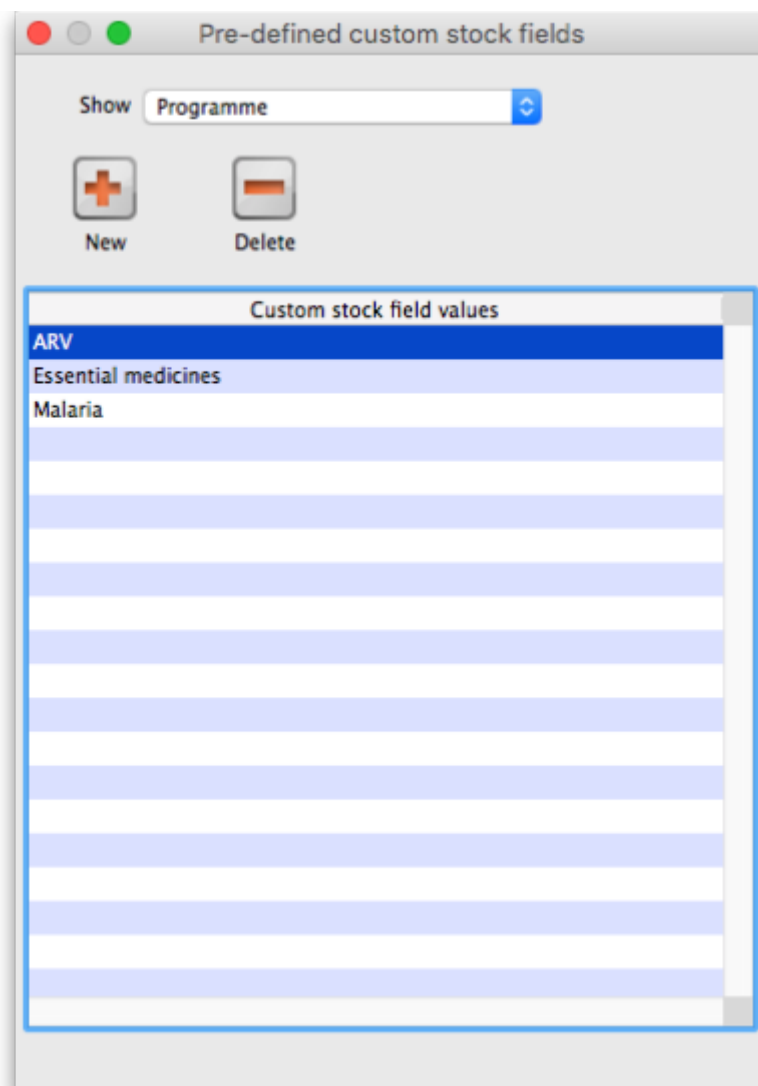 Pre-defined custom stock fields
Show Programme
New Delete
Custom stock field values
ARV
Essential medicines
Malaria